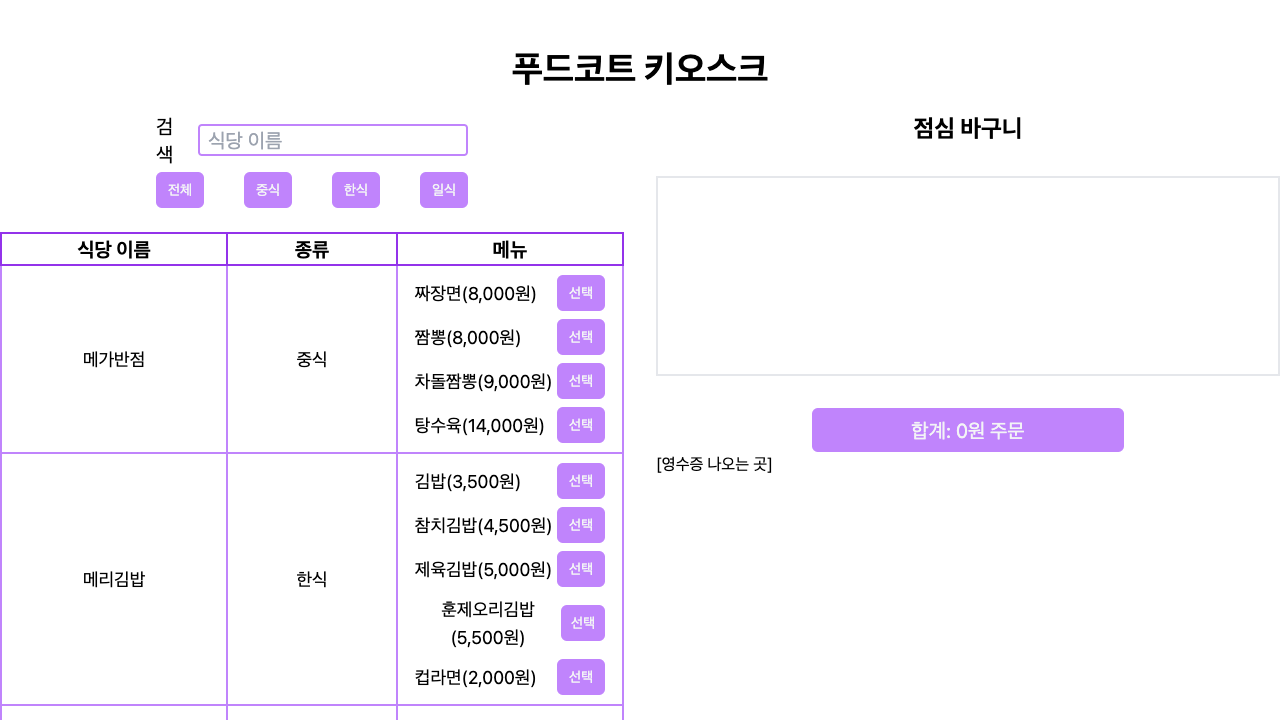 푸드코트 키오스크
검
색
식당 이름
전체
중식
한식
일식
식당 이름
종류
메뉴
메가반점
중식
짜장면(8,000원)
선택
짬뽕(8,000원)
선택
차돌짬뽕(9,000원)
선택
탕수육(14,000원)
선택
메리김밥
한식
김밥(3,500원)
선택
참치김밥(4,500원)
선택
제육김밥(5,000원)
선택
훈제오리김밥
(5,500원)
선택
컵라면(2,000원)
선택
점심 바구니
합계: 0원 주문
[영수증 나오는 곳]